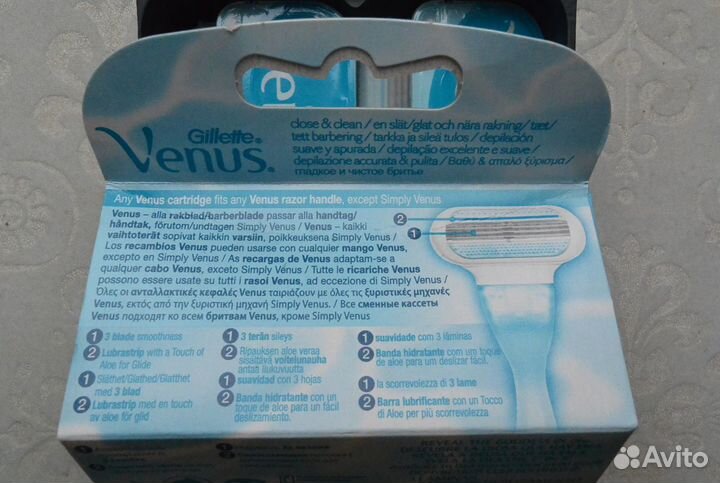 Gillette®
Venus.
close & clean / en slät/glat och nära rakning/ tæt/
tett barbering / tarkka ja sileä tulos / depilación
suave y apurada / depilação excelente e suave /
depilazione accurata & pulita / Βαθύ & απαλό ξύρισμα /
гладкое и чистое бритье
Any Venus cartridge fits any Venus razor handle, except Simply Venus
Venus – alla rakblad/barberblade passar alla handtag/
håndtak, förutom/undtagen Simply Venus / Venus – kaikki
vaihtoterät sopivat kaikkin varsiin, poikkeuksena Simply Venus /
Los recambios Venus pueden usarse con cualquier mango Venus,
excepto en Simply Venus / As recargas de Venus adaptam-se a
qualquer cabo Venus, exceto Simply Venus / Tutte le ricariche Venus
possono essere usate su tutti i rasoi Venus, ad eccezione di Simply Venus /
Όλες οι ανταλλακτικές κεφαλές Venus ταιριάζουν με όλες τις ξυριστικές μηχανές
Venus, εκτός από την ξυριστική μηχανή Simply Venus. / Все сменные кассеты
Venus подходят ко всем бритвам Venus, кроме Simply Venus
2
1
1 3 blade smoothness
2 Lubrastrip with a Touch of
Aloe for Glide
1 Släthet/Glathed/Glatthet
med 3 blad
2 Lubrastrip med en touch
av aloe för glid
1 3 terän sileys
2 Ripauksen aloe veraa
sisältävä voitelunauha
antaa liukuvuutta
1 suavidad con 3 hojas
2 Banda hidratante con un
toque de aloe para un fácil
deslizamiento.
1 suavidade com 3 lâminas
2 Banda hidratante com um toque
de aloe para um deslizar fácil.
1 la scorrevolezza di 3 lame
2 Barra lubrificante con un Tocco
di Aloe per più scorrevolezza
REVEAL THE GODDESS IN
Avito